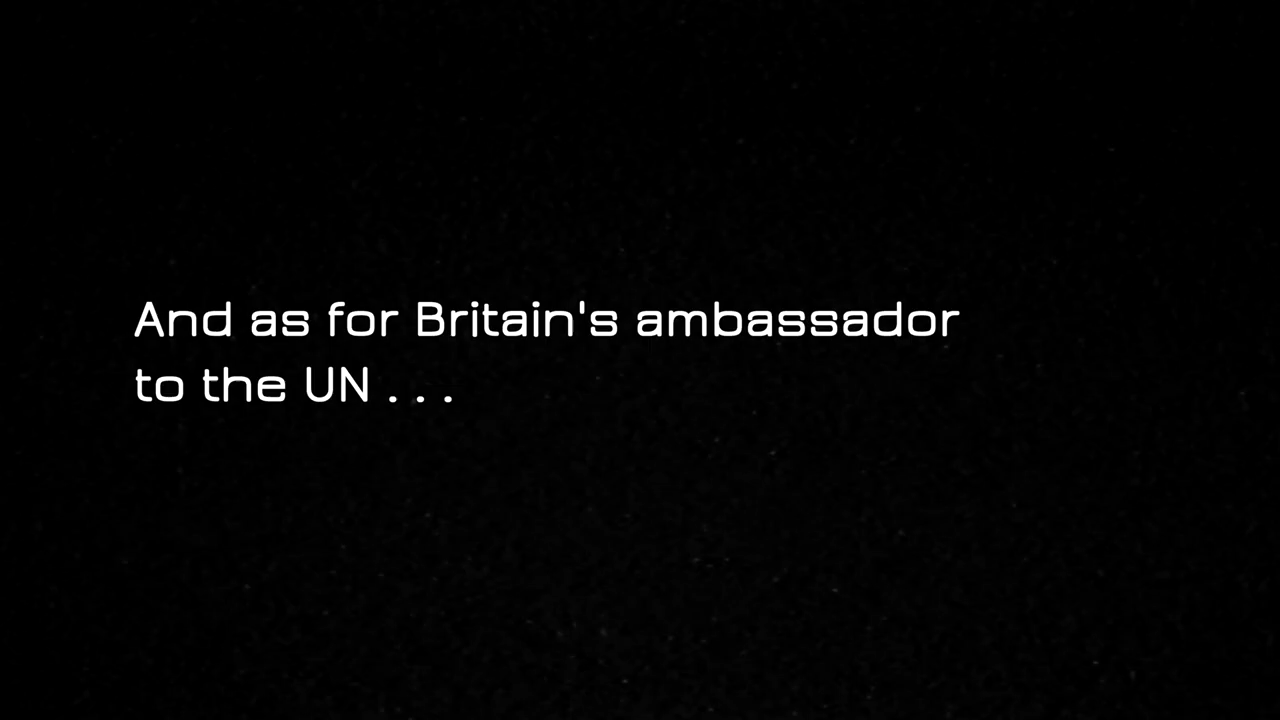 And as for Britain's ambassador
to the UN . . .